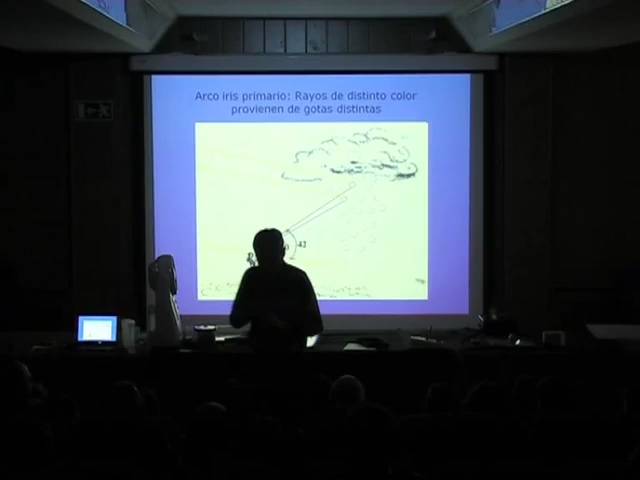 Arco iris primario: Rayos de distinto color
provienen de gotas distintas
42